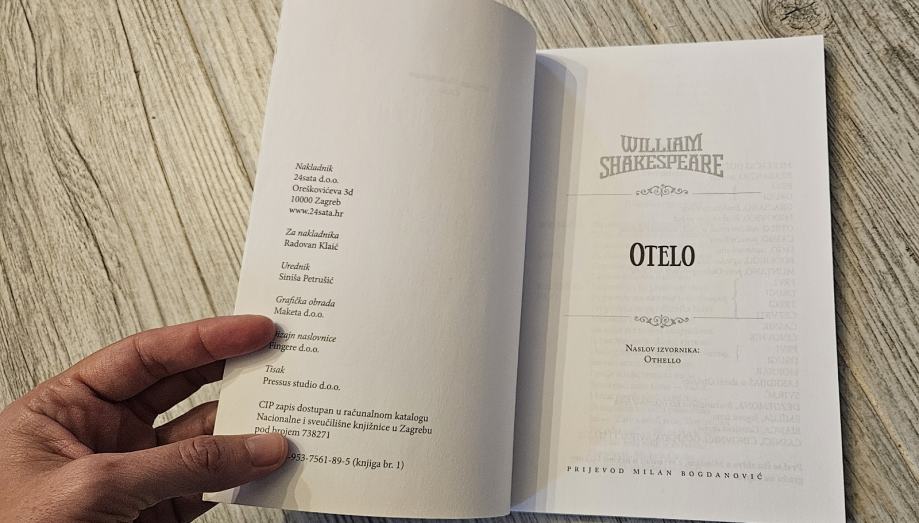 Nakladnik
24sata d.o.o.
Oreškovićeva 3d
10000 Zagreb
www.24sata.hr
Za nakladnika
Radovan Klaić
Urednik
Siniša Petrušić
Grafička obrada
Maketa d.o.o.
naslovnice
Fingere d.o.o.
Tisak
Pressus studio d.o.o.
CIP zapis dostupan u računalnom katalogu
Nacionalne i sveučilišne knjižnice u Zagrebu
pod brojem 738271
-953-7561-89-5 (knjiga br. 1)
WILLIAM
SHAKESPEARE
OTELO
NASLOV IZVORNIKA:
OTHELLO
PRIJEVOD MILAN BOGDANOVIĆ